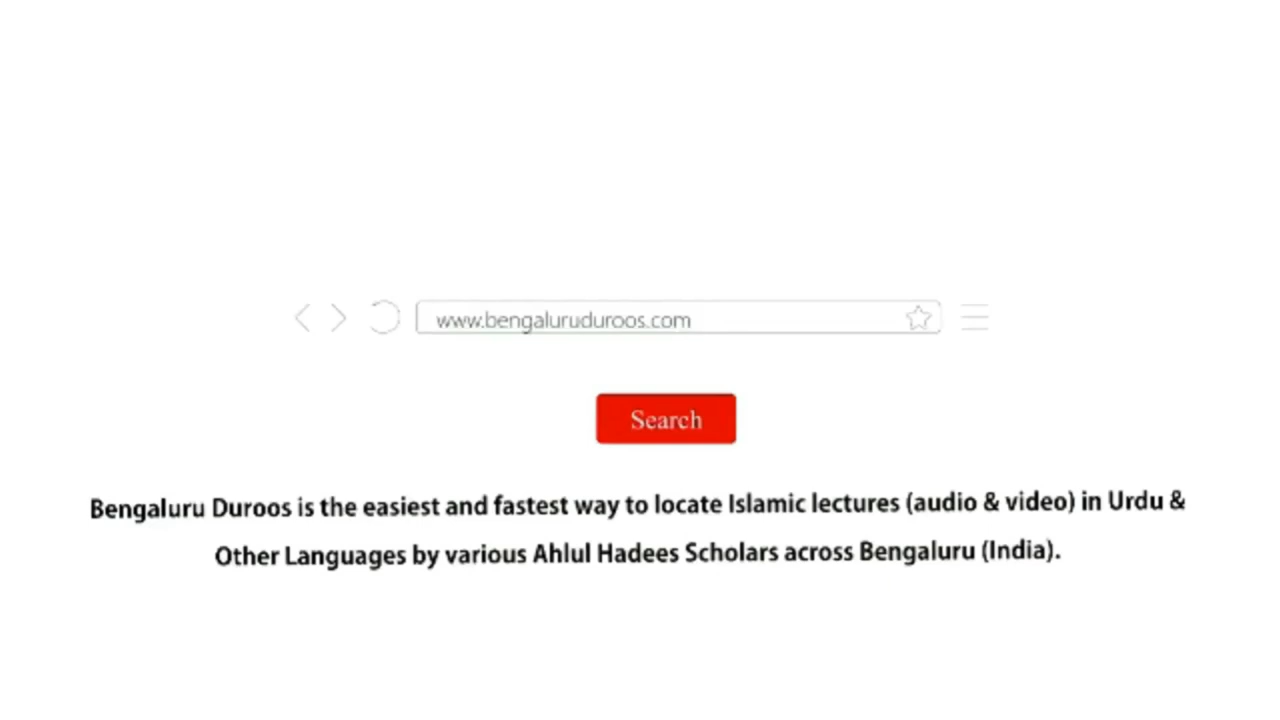 www.bengaluruduroos.com
Search
Bengaluru Duroos is the easiest and fastest way to locate Islamic lectures (audio & video) in Urdu &
Other Languages by various Ahlul Hadees Scholars across Bengaluru (India).